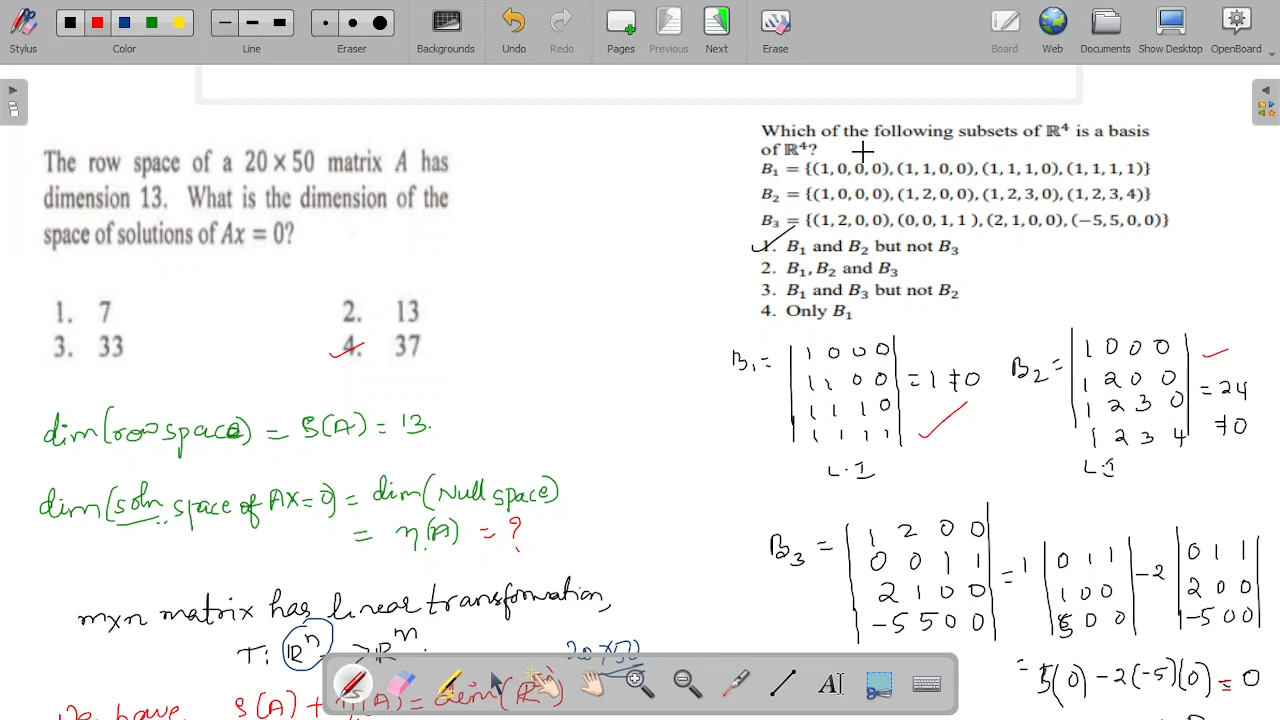 Stylus
Color
Line
Eraser
Backgrounds
Undo
Redo
Pages
Previous
Next
Erase
Board
Web
Documents
Show Desktop
OpenBoard
The row space of a 20 × 50 matrix A has
dimension 13. What is the dimension of the
space of solutions of Ax = 0?
1. 7
2. 13
3. 33
4. 37
dim(row space) = ρ(A) = 13.
dim(soln space of AX=0) = dim(Null space)
= η(A) = ?
m×n matrix has linear transformation,
T: ℝⁿ → ℝᵐ
20×50
We have ρ(A) + η(A) = dim(ℝⁿ)
Which of the following subsets of ℝ⁴ is a basis
of ℝ⁴?
B₁ = {(1, 0, 0, 0), (1, 1, 0, 0), (1, 1, 1, 0), (1, 1, 1, 1)}
B₂ = {(1, 0, 0, 0), (1, 2, 0, 0), (1, 2, 3, 0), (1, 2, 3, 4)}
B₃ = {(1, 2, 0, 0), (0, 0, 1, 1 ), (2, 1, 0, 0), (−5, 5, 0, 0)}
1. B₁ and B₂ but not B₃
2. B₁, B₂ and B₃
3. B₁ and B₃ but not B₂
4. Only B₁
B₁ = | 1 0 0 0 |
| 1 1 0 0 | = 1 ≠ 0
| 1 1 1 0 |
| 1 1 1 1 |
L.I
B₂ = | 1 0 0 0 |
| 1 2 0 0 | = 24
| 1 2 3 0 | ≠ 0
| 1 2 3 4 |
L.I
B₃ = | 1 2 0 0 |
| 0 0 1 1 | = 1 | 0 1 1 | −2 | 0 1 1 |
| 2 1 0 0 | | 1 0 0 | | 2 0 0 |
| −5 5 0 0 | | 5 0 0 | | −5 0 0 |
= (0) −2(−5)(0) = 0